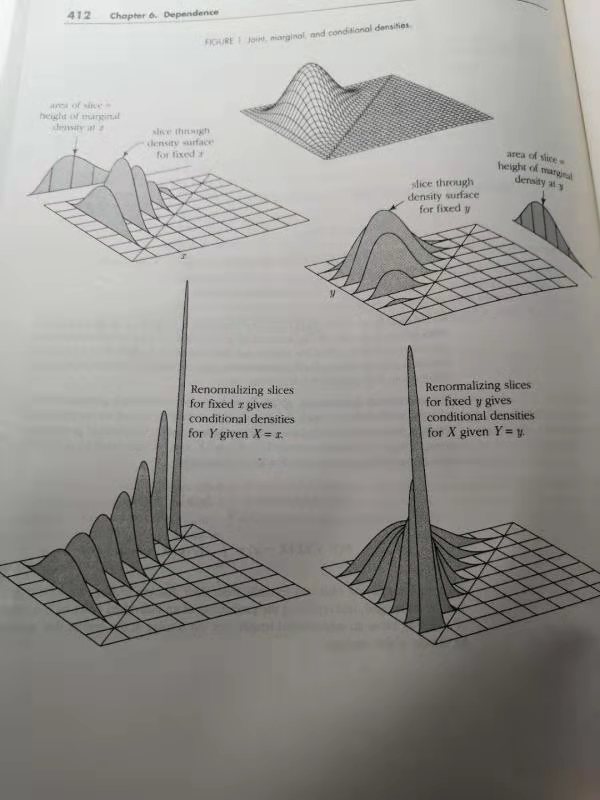 412 Chapter 6. Dependence
FIGURE 1. Joint, marginal, and conditional densities.
area of slice =
height of marginal
density at x
slice through
density surface
for fixed x
x
area of slice =
height of marginal
density at y
slice through
density surface
for fixed y
y
Renormalizing slices
for fixed x gives
conditional densities
for Y given X = x.
Renormalizing slices
for fixed y gives
conditional densities
for X given Y = y.